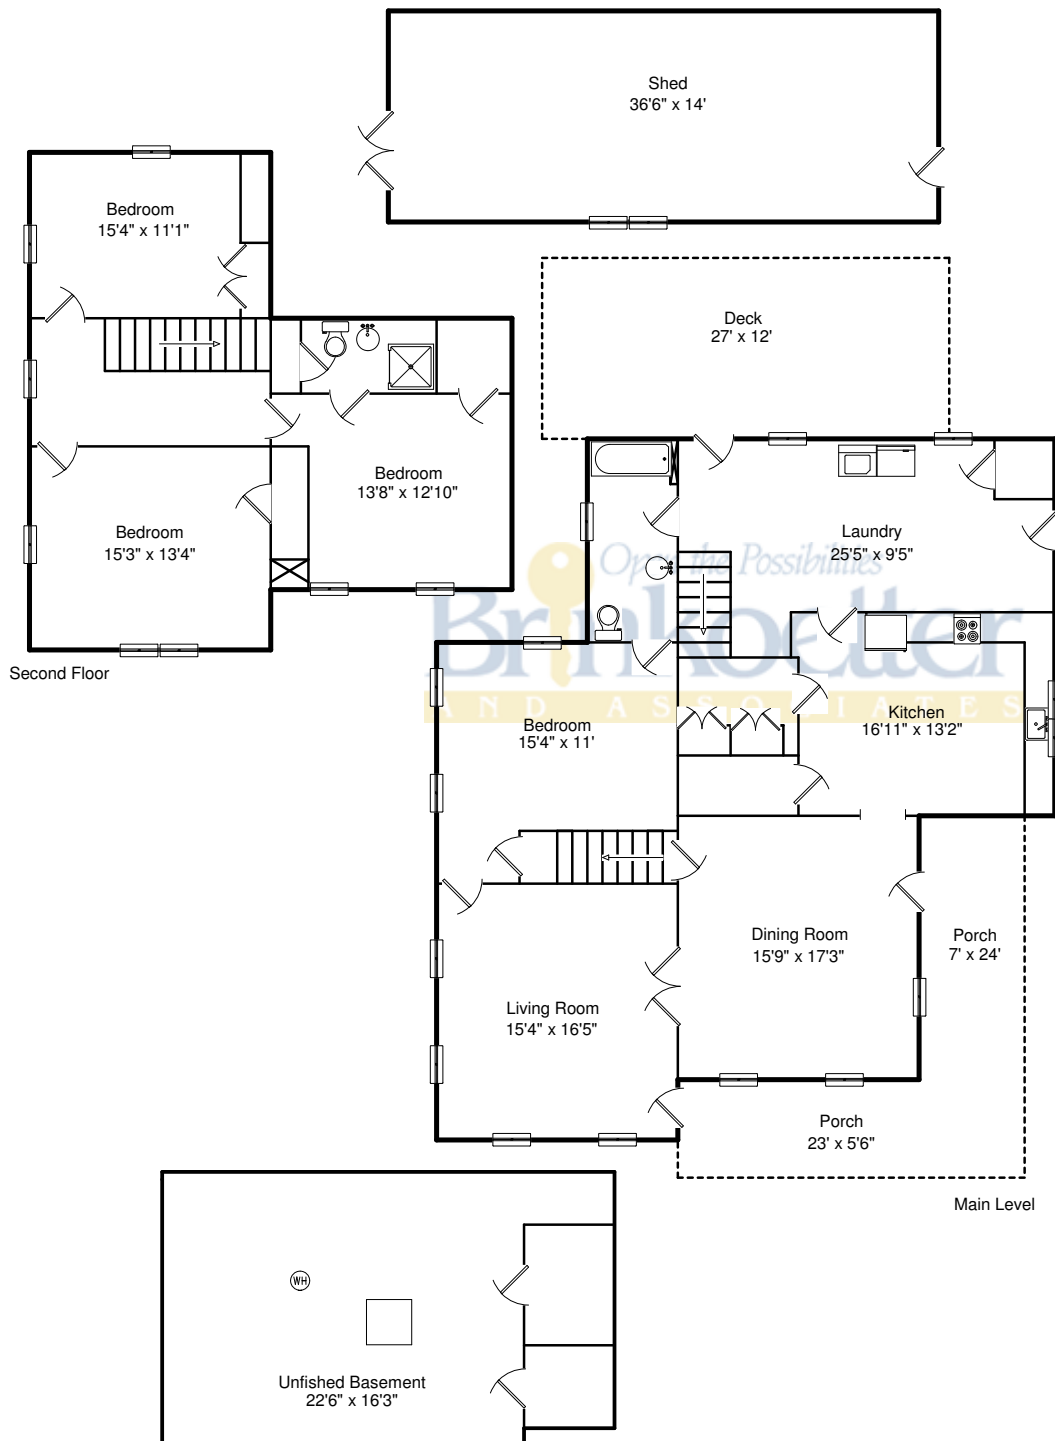 Shed
36'6" x 14'
Bedroom
15'4" x 11'1"
Deck
27' x 12'
Bedroom
13'8" x 12'10"
Bedroom
15'3" x 13'4"
Laundry
25'5" x 9'5"
Open the Possibilities
Brinkoetter
AND ASSOCIATES
Second Floor
Kitchen
16'11" x 13'2"
Bedroom
15'4" x 11'
Dining Room
15'9" x 17'3"
Porch
7' x 24'
Living Room
15'4" x 16'5"
Porch
23' x 5'6"
Main Level
WH
Unfished Basement
22'6" x 16'3"